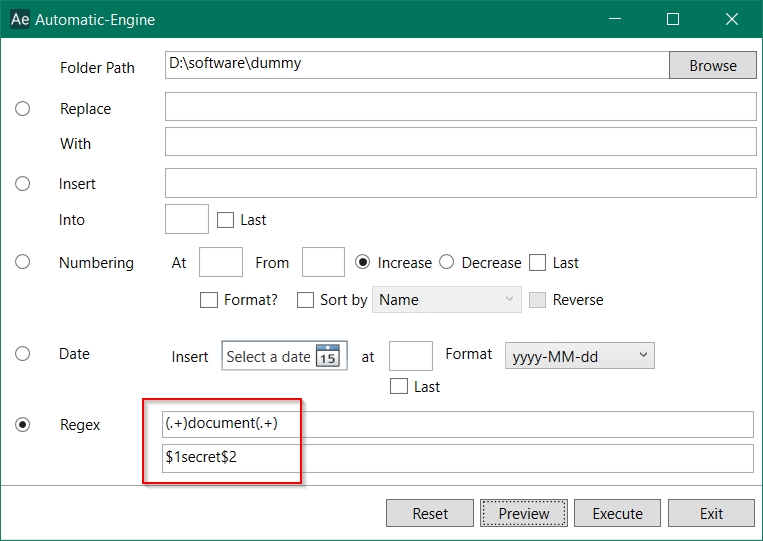 Ae Automatic-Engine
Folder Path D:\software\dummy Browse
Replace
With
Insert
Into Last
Numbering At From Increase Decrease Last
Format? Sort by Name Reverse
Date Insert Select a date 15 at Format yyyy-MM-dd
Last
Regex (.+)document(.+)
$1secret$2
Reset Preview Execute Exit